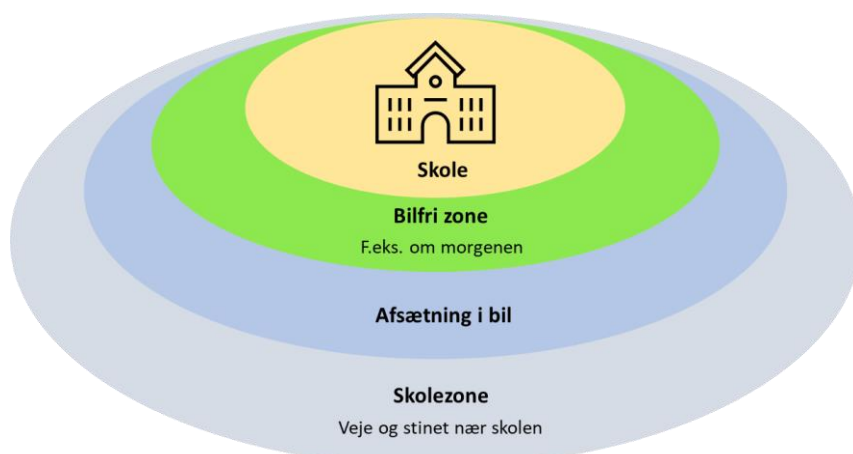 Skole
Bilfri zone
F.eks. om morgenen
Afsætning i bil
Skolezone
Veje og stinet nær skolen